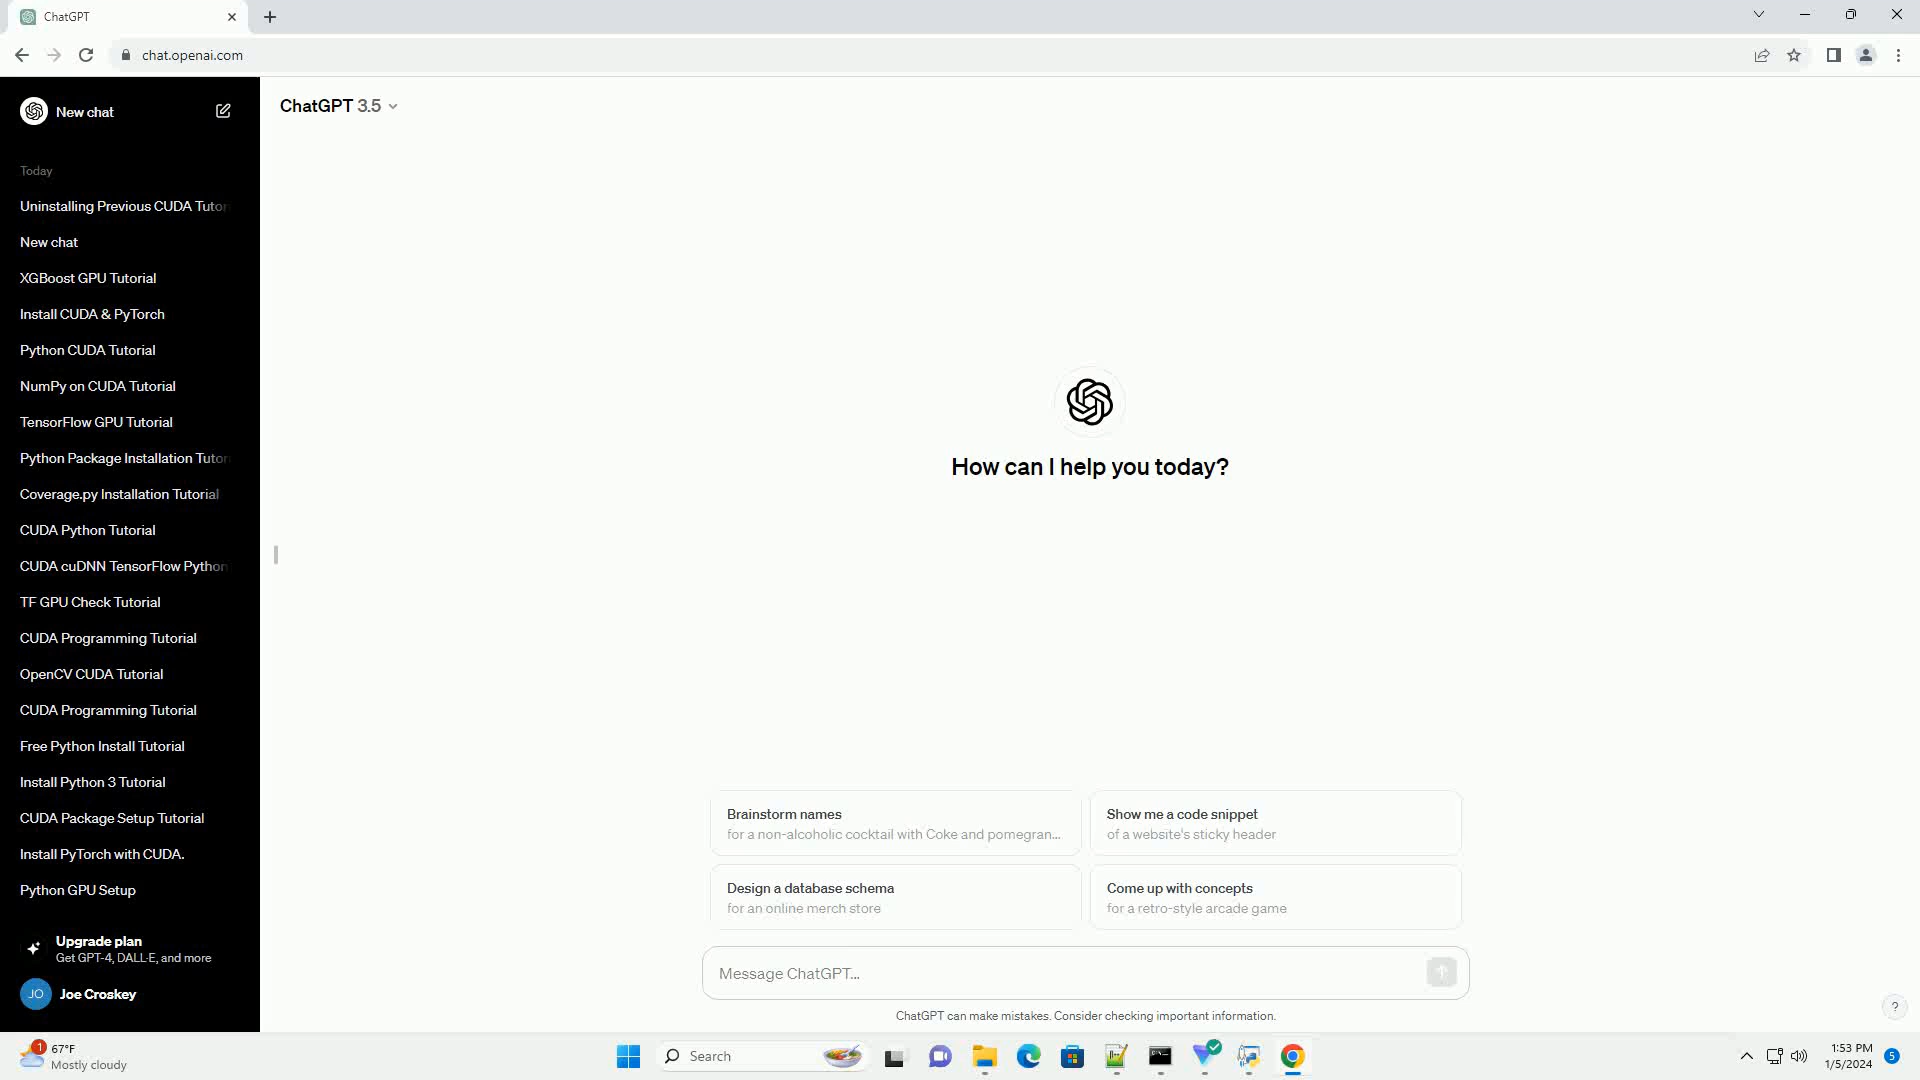 ChatGPT
chat.openai.com
New chat
ChatGPT 3.5
Today
Uninstalling Previous CUDA Tutor
New chat
XGBoost GPU Tutorial
Install CUDA & PyTorch
Python CUDA Tutorial
NumPy on CUDA Tutorial
TensorFlow GPU Tutorial
Python Package Installation Tutor
Coverage.py Installation Tutorial
CUDA Python Tutorial
CUDA cuDNN TensorFlow Python
TF GPU Check Tutorial
CUDA Programming Tutorial
OpenCV CUDA Tutorial
CUDA Programming Tutorial
Free Python Install Tutorial
Install Python 3 Tutorial
CUDA Package Setup Tutorial
Install PyTorch with CUDA.
Python GPU Setup
Upgrade plan
Get GPT-4, DALL·E, and more
JO Joe Croskey
How can I help you today?
Brainstorm names
for a non-alcoholic cocktail with Coke and pomegran...
Show me a code snippet
of a website's sticky header
Design a database schema
for an online merch store
Come up with concepts
for a retro-style arcade game
Message ChatGPT...
ChatGPT can make mistakes. Consider checking important information.
?
1
67°F
Mostly cloudy
Search
1:53 PM
1/5/2024
5